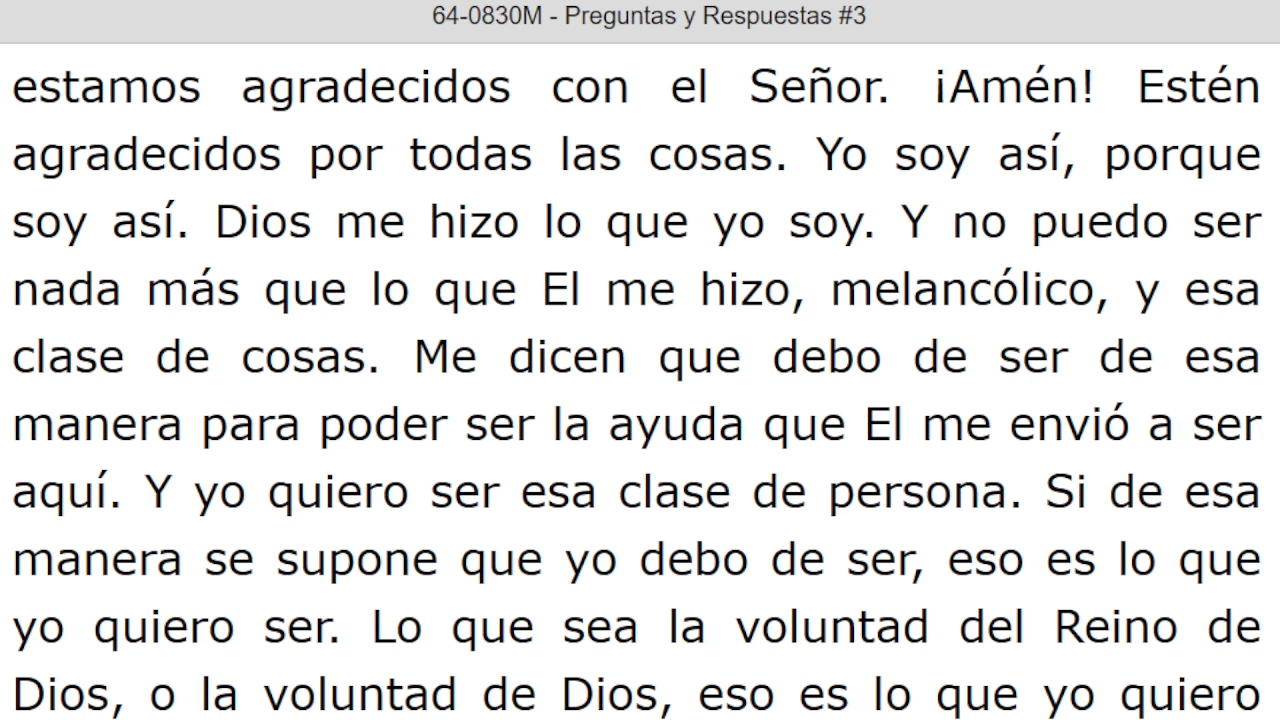 64-0830M - Preguntas y Respuestas #3
estamos agradecidos con el Señor. ¡Amén! Estén
agradecidos por todas las cosas. Yo soy así, porque
soy así. Dios me hizo lo que yo soy. Y no puedo ser
nada más que lo que El me hizo, melancólico, y esa
clase de cosas. Me dicen que debo de ser de esa
manera para poder ser la ayuda que El me envió a ser
aquí. Y yo quiero ser esa clase de persona. Si de esa
manera se supone que yo debo de ser, eso es lo que
yo quiero ser. Lo que sea la voluntad del Reino de
Dios, o la voluntad de Dios, eso es lo que yo quiero